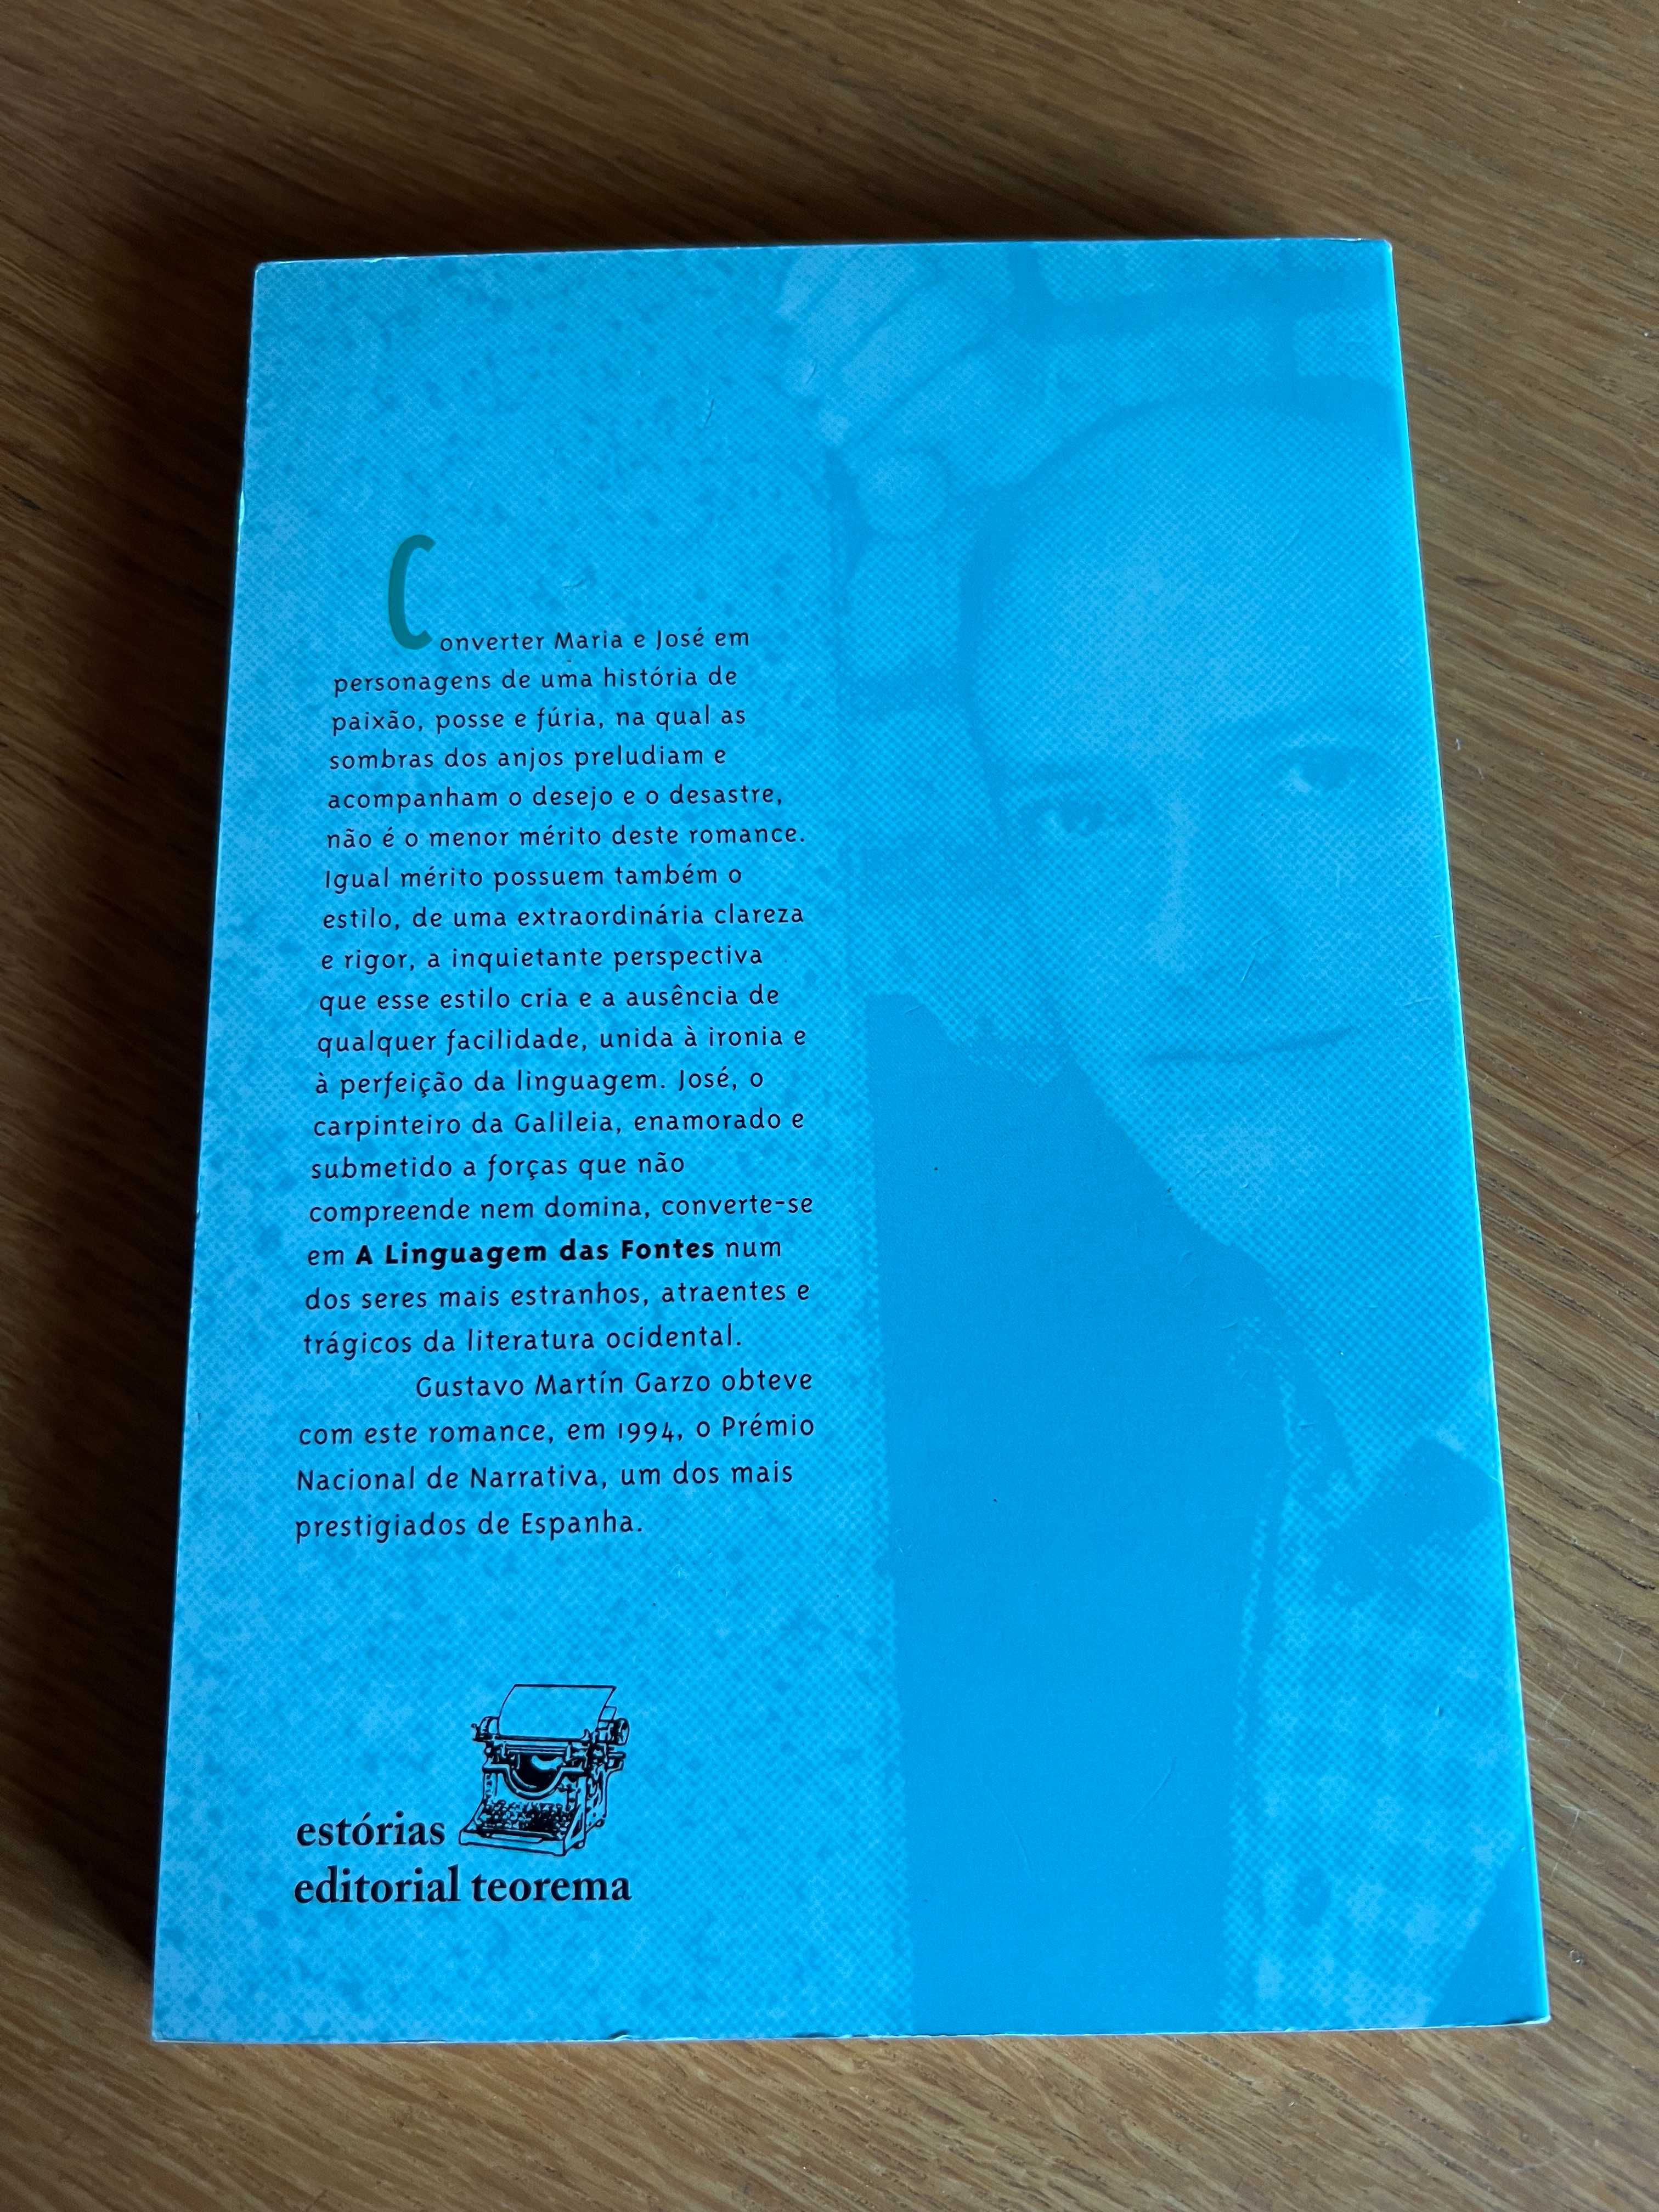 Converter Maria e José em
personagens de uma história de
paixão, posse e fúria, na qual as
sombras dos anjos preludiam e
acompanham o desejo e o desastre,
não é o menor mérito deste romance.
Igual mérito possuem também o
estilo, de uma extraordinária clareza
e rigor, a inquietante perspectiva
que esse estilo cria e a ausência de
qualquer facilidade, unida à ironia e
à perfeição da linguagem. José, o
carpinteiro da Galileia, enamorado e
submetido a forças que não
compreende nem domina, converte-se
em A Linguagem das Fontes num
dos seres mais estranhos, atraentes e
trágicos da literatura ocidental.
Gustavo Martín Garzo obteve
com este romance, em 1994, o Prémio
Nacional de Narrativa, um dos mais
prestigiados de Espanha.
estórias
editorial teorema